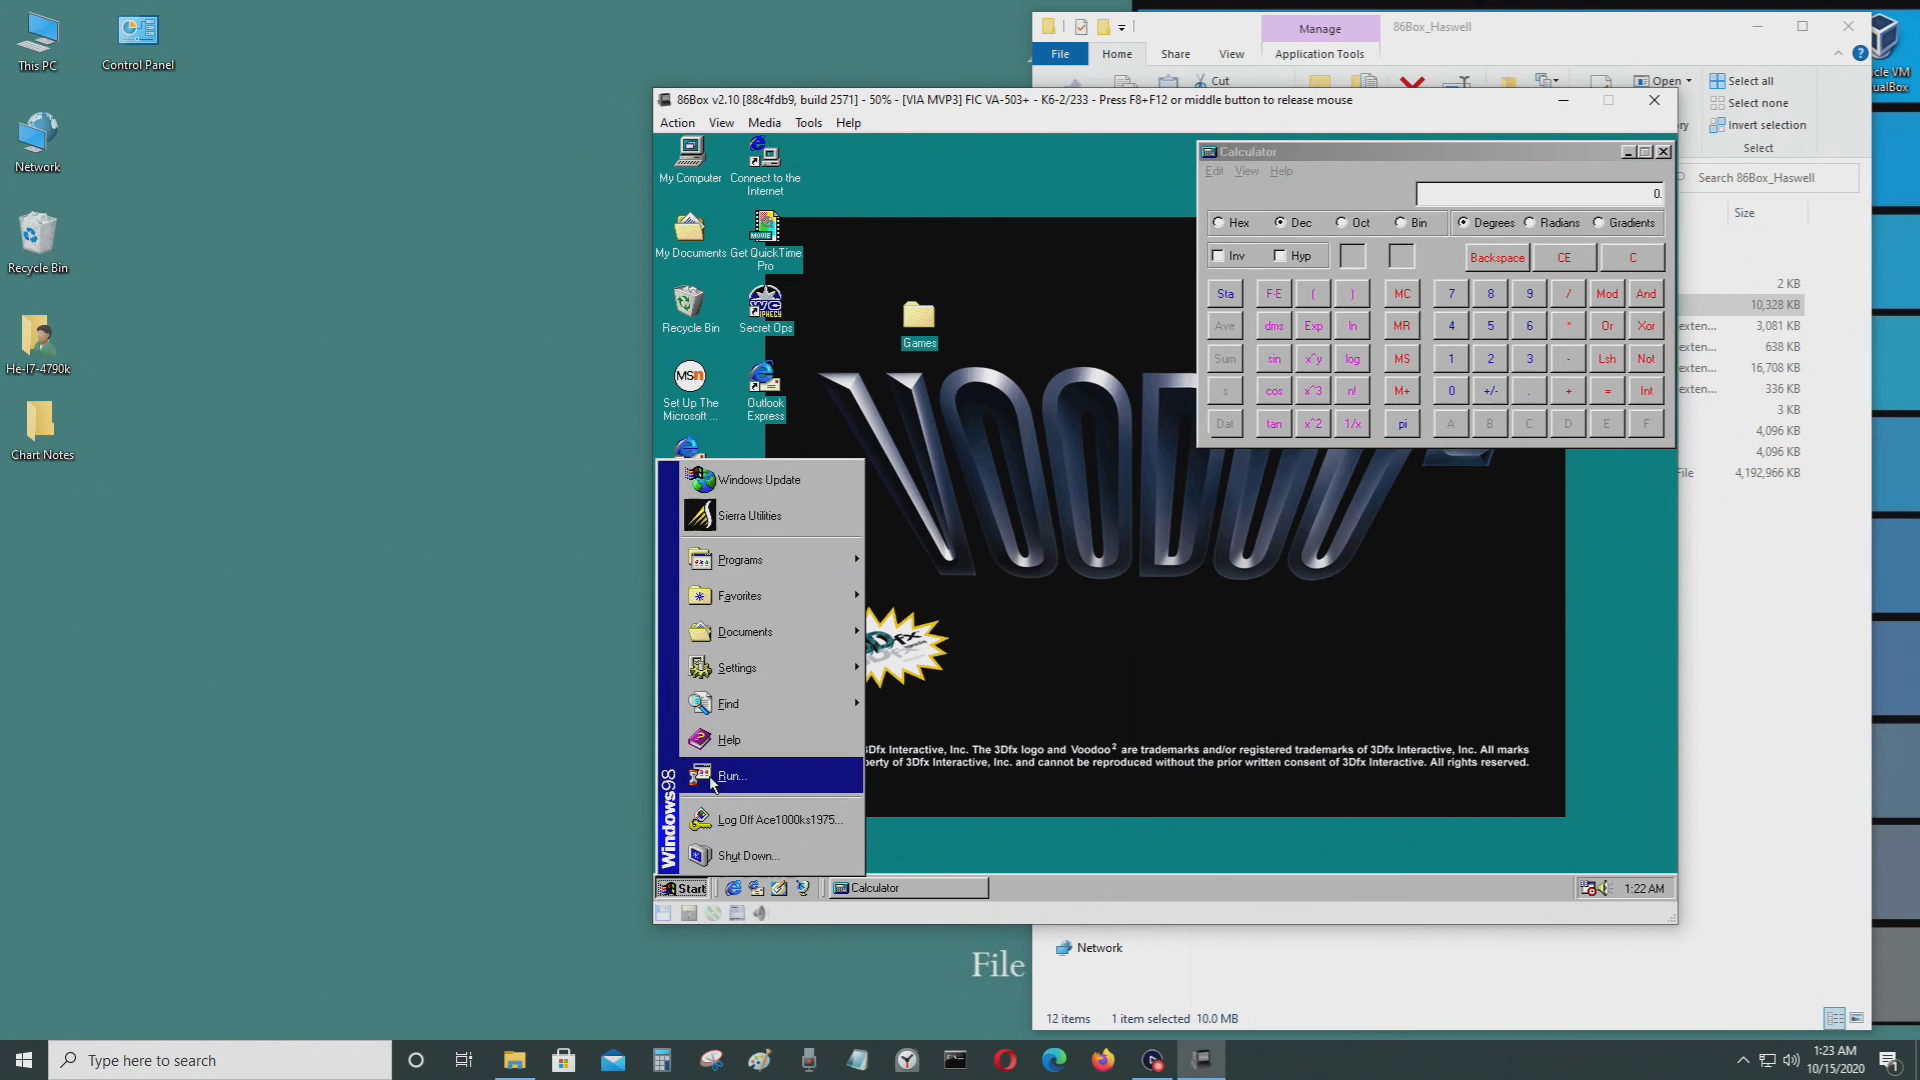 This PC
Control Panel
Network
Recycle Bin
He-I7-4790k
Chart Notes
Manage
86Box_Haswell
File
Home
Share
View
Application Tools
Cut
Open
Select all
Select none
Invert selection
Select
Search 86Box_Haswell
Size
2 KB
10,328 KB
exten...
3,081 KB
exten...
638 KB
exten...
16,708 KB
exten...
336 KB
3 KB
4,096 KB
4,096 KB
4,192,966 KB
Network
12 items
1 item selected 10.0 MB
86Box v2.10 [88c4fdb9, build 2571] - 50% - [VIA MVP3] FIC VA-503+ - K6-2/233 - Press F8+F12 or middle button to release mouse
Action View Media Tools Help
My Computer
Connect to the
Internet
My Documents
Get QuickTime
Pro
MOVIE
Recycle Bin
Secret Ops
Games
msn
Set Up The
Microsoft ...
Outlook
Express
VOODOO
3Dfx
Dfx Interactive, Inc. The 3Dfx logo and Voodoo2 are trademarks and/or registered trademarks of 3Dfx Interactive, Inc. All marks
perty of 3Dfx Interactive, Inc. and cannot be reproduced without the prior written consent of 3Dfx Interactive. All rights reserved.
Calculator
Edit View Help
0.
Hex Dec Oct Bin Degrees Radians Gradients
Inv Hyp Backspace CE C
Sta F-E ( ) MC 7 8 9 / Mod And
Ave dms Exp ln MR 4 5 6 * Or Xor
Sum sin x^y log MS 1 2 3 - Lsh Not
s cos x^3 n! M+ 0 +/- . + = Int
Dat tan x^2 1/x pi A B C D E F
Windows Update
Sierra Utilities
Programs
Favorites
Documents
Settings
Find
Help
Run...
Log Off Ace1000ks1975...
Shut Down...
Windows98
Start
Calculator
1:22 AM
File
Type here to search
1:23 AM
10/15/2020
1